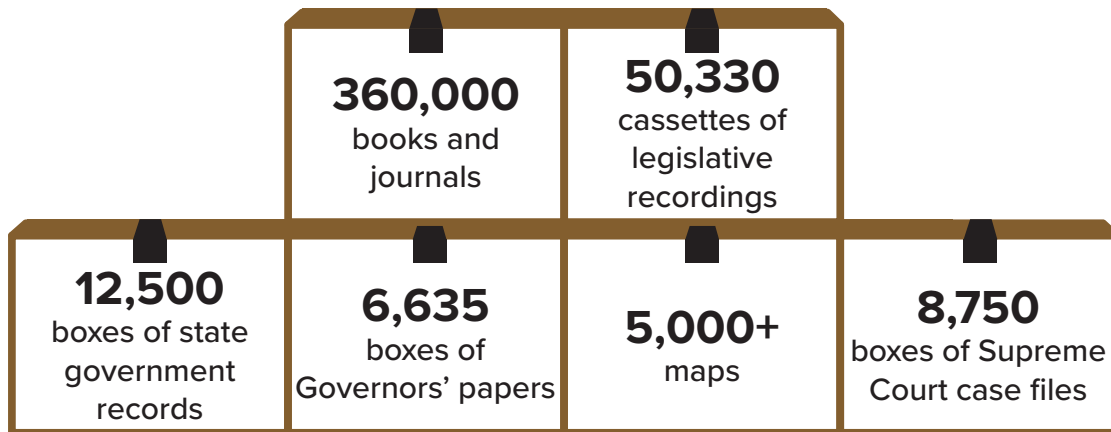 360,000
books and
journals
50,330
cassettes of
legislative
recordings
12,500
boxes of state
government
records
6,635
boxes of
Governors’ papers
5,000+
maps
8,750
boxes of Supreme
Court case files